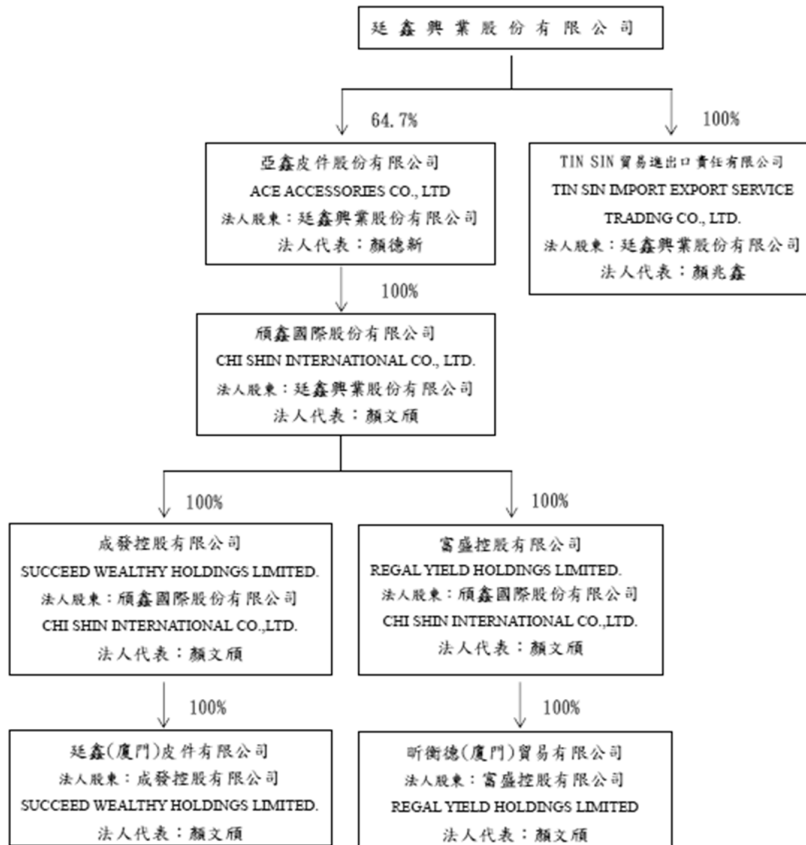 廷鑫興業股份有限公司
64.7%
100%
亞鑫皮件股份有限公司
ACE ACCESSORIES CO., LTD
法人股東：廷鑫興業股份有限公司
法人代表：顏德新
TIN SIN 貿易進出口責任有限公司
TIN SIN IMPORT EXPORT SERVICE
TRADING CO., LTD.
法人股東：廷鑫興業股份有限公司
法人代表：顏兆鑫
100%
頎鑫國際股份有限公司
CHI SHIN INTERNATIONAL CO., LTD.
法人股東：廷鑫興業股份有限公司
法人代表：顏文頎
100%
100%
成發控股有限公司
SUCCEED WEALTHY HOLDINGS LIMITED.
法人股東：頎鑫國際股份有限公司
CHI SHIN INTERNATIONAL CO.,LTD.
法人代表：顏文頎
富盛控股有限公司
REGAL YIELD HOLDINGS LIMITED.
法人股東：頎鑫國際股份有限公司
CHI SHIN INTERNATIONAL CO.,LTD.
法人代表：顏文頎
100%
100%
廷鑫(廈門)皮件有限公司
法人股東：成發控股有限公司
SUCCEED WEALTHY HOLDINGS LIMITED.
法人代表：顏文頎
昕衡德(廈門)貿易有限公司
法人股東：富盛控股有限公司
REGAL YIELD HOLDINGS LIMITED
法人代表：顏文頎